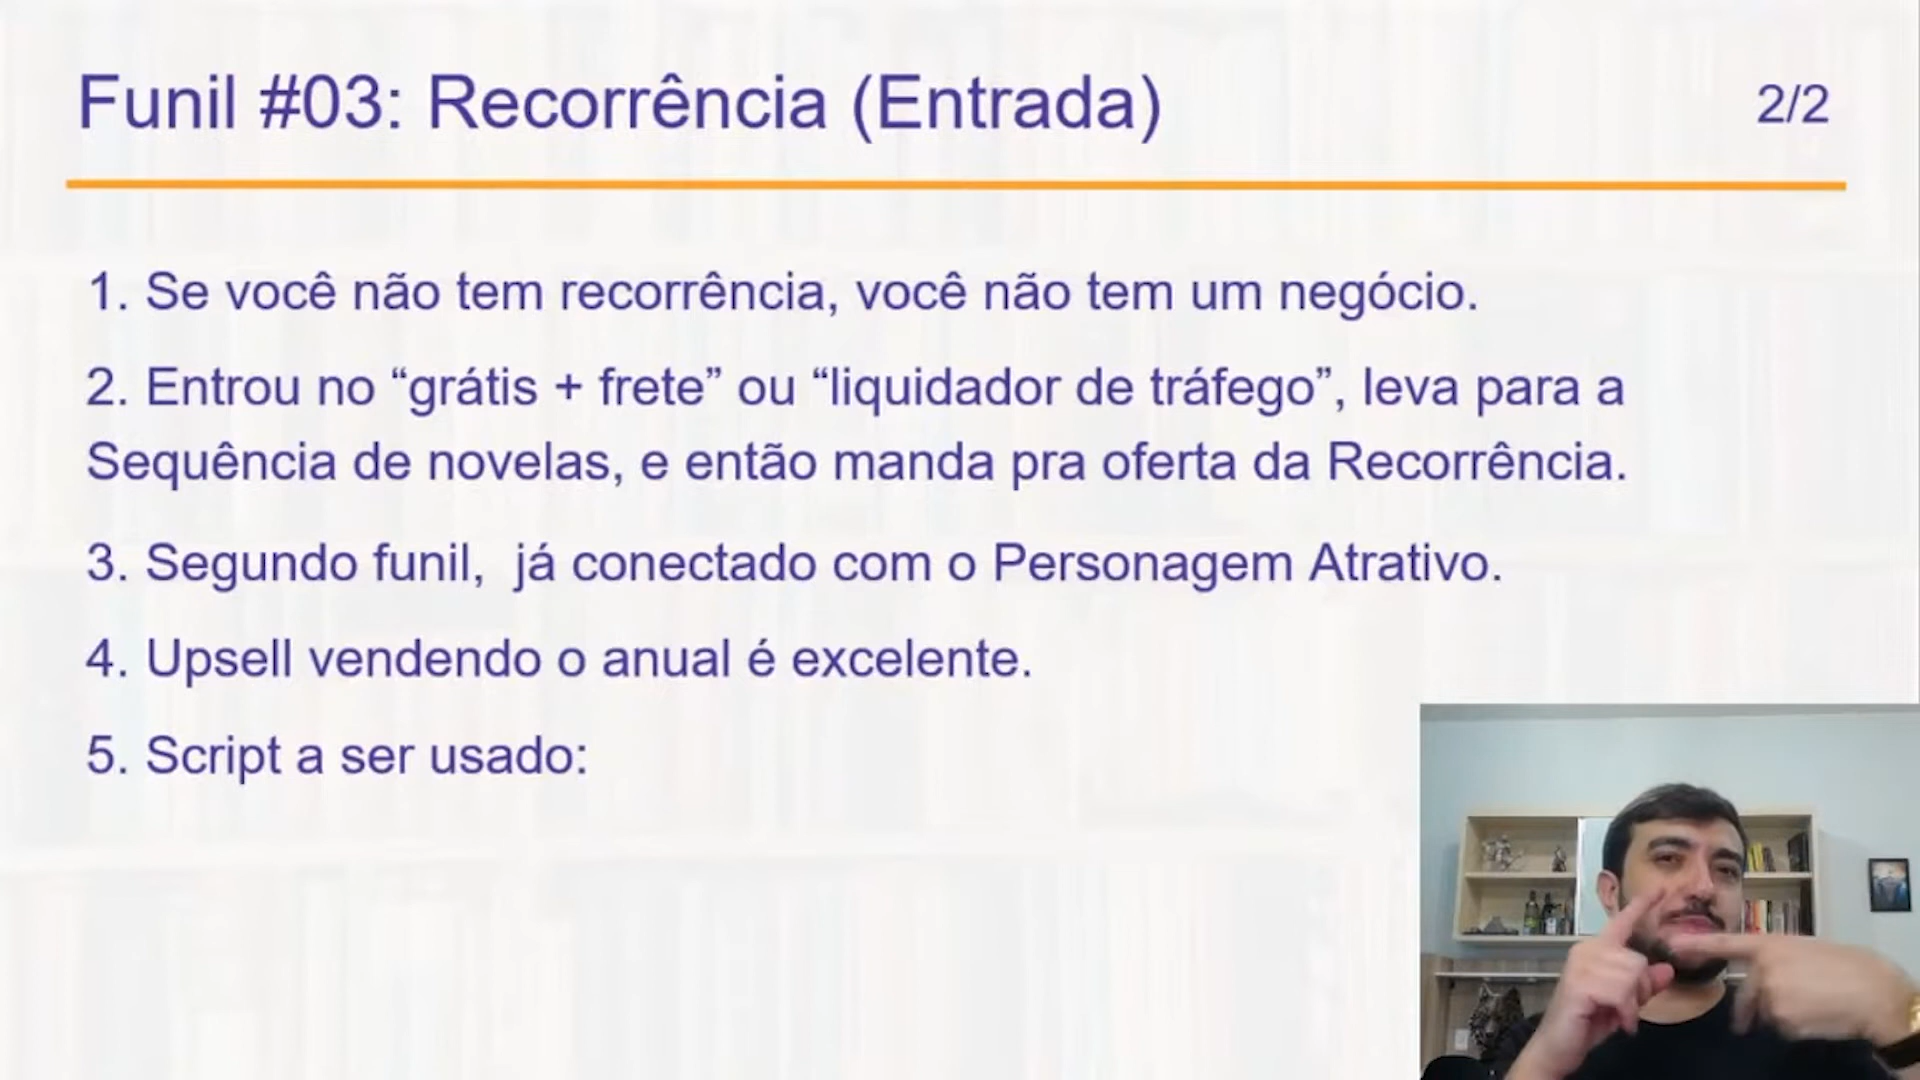 Funil #03: Recorrência (Entrada)
2/2
1. Se você não tem recorrência, você não tem um negócio.
2. Entrou no “grátis + frete” ou “liquidador de tráfego”, leva para a
Sequência de novelas, e então manda pra oferta da Recorrência.
3. Segundo funil,  já conectado com o Personagem Atrativo.
4. Upsell vendendo o anual é excelente.
5. Script a ser usado: